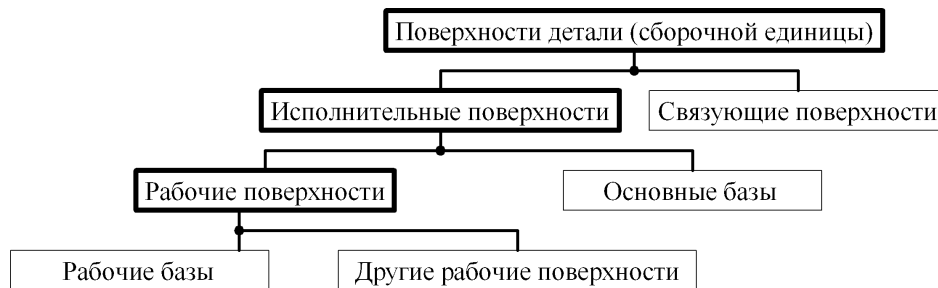 Поверхности детали (сборочной единицы)
Исполнительные поверхности
Связующие поверхности
Рабочие поверхности
Основные базы
Рабочие базы
Другие рабочие поверхности